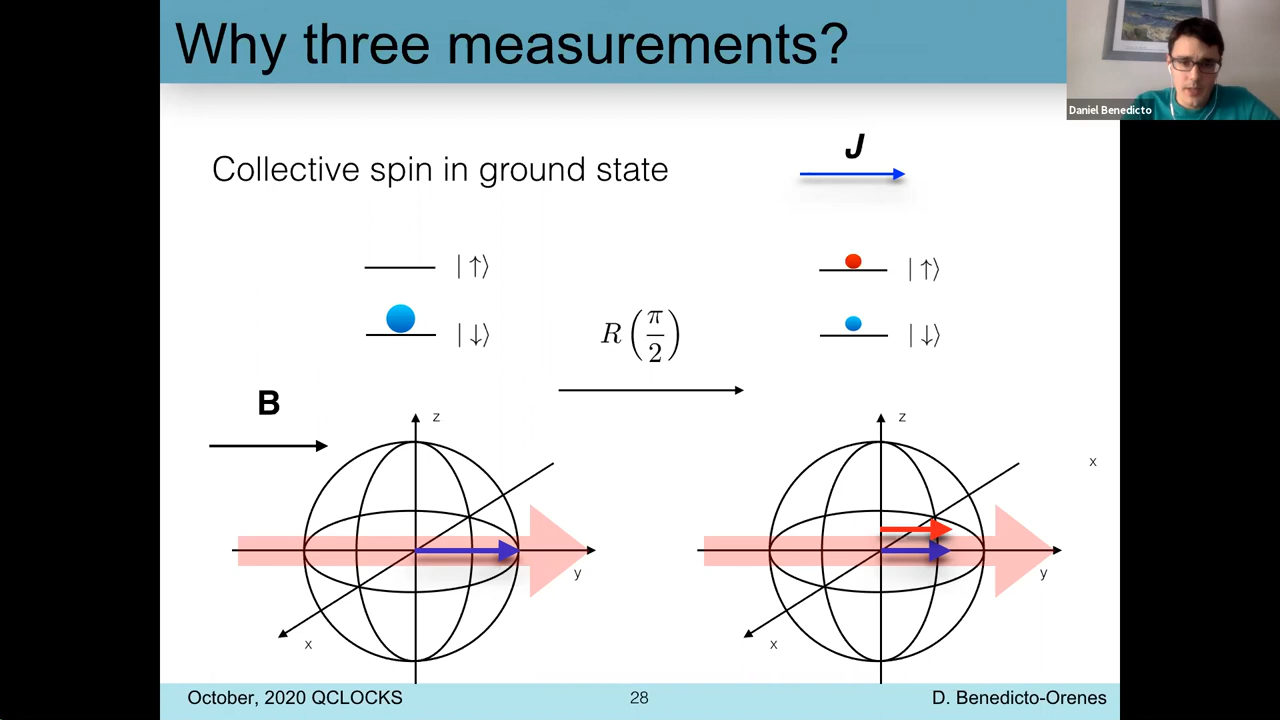 Why three measurements?
Daniel Benedicto
Collective spin in ground state
J
|↑⟩
|↑⟩
|↓⟩
R(π/2)
|↓⟩
B
z
z
x
y
y
x
x
October, 2020 QCLOCKS
28
D. Benedicto-Orenes